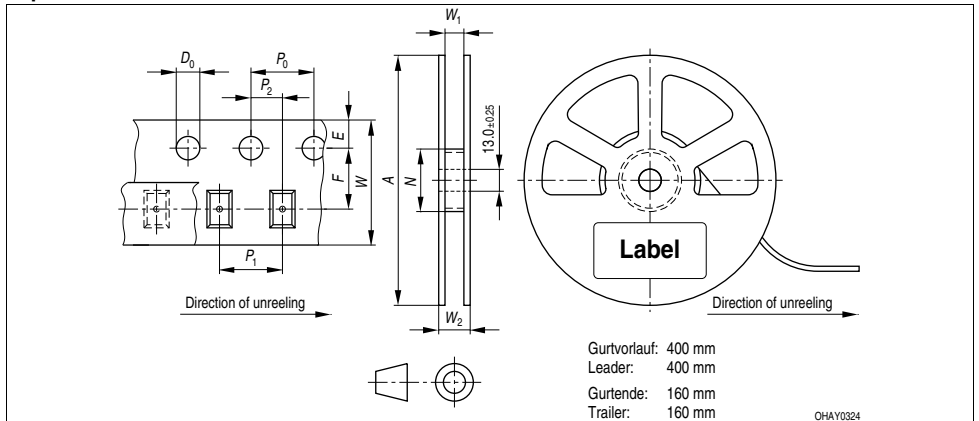 W1
D0
P0
P2
E
F
W
N
A
13.0±0.25
Label
P1
W2
Direction of unreeling
Direction of unreeling
Gurtvorlauf: 400 mm
Leader: 400 mm
Gurtende: 160 mm
Trailer: 160 mm
OHAY0324